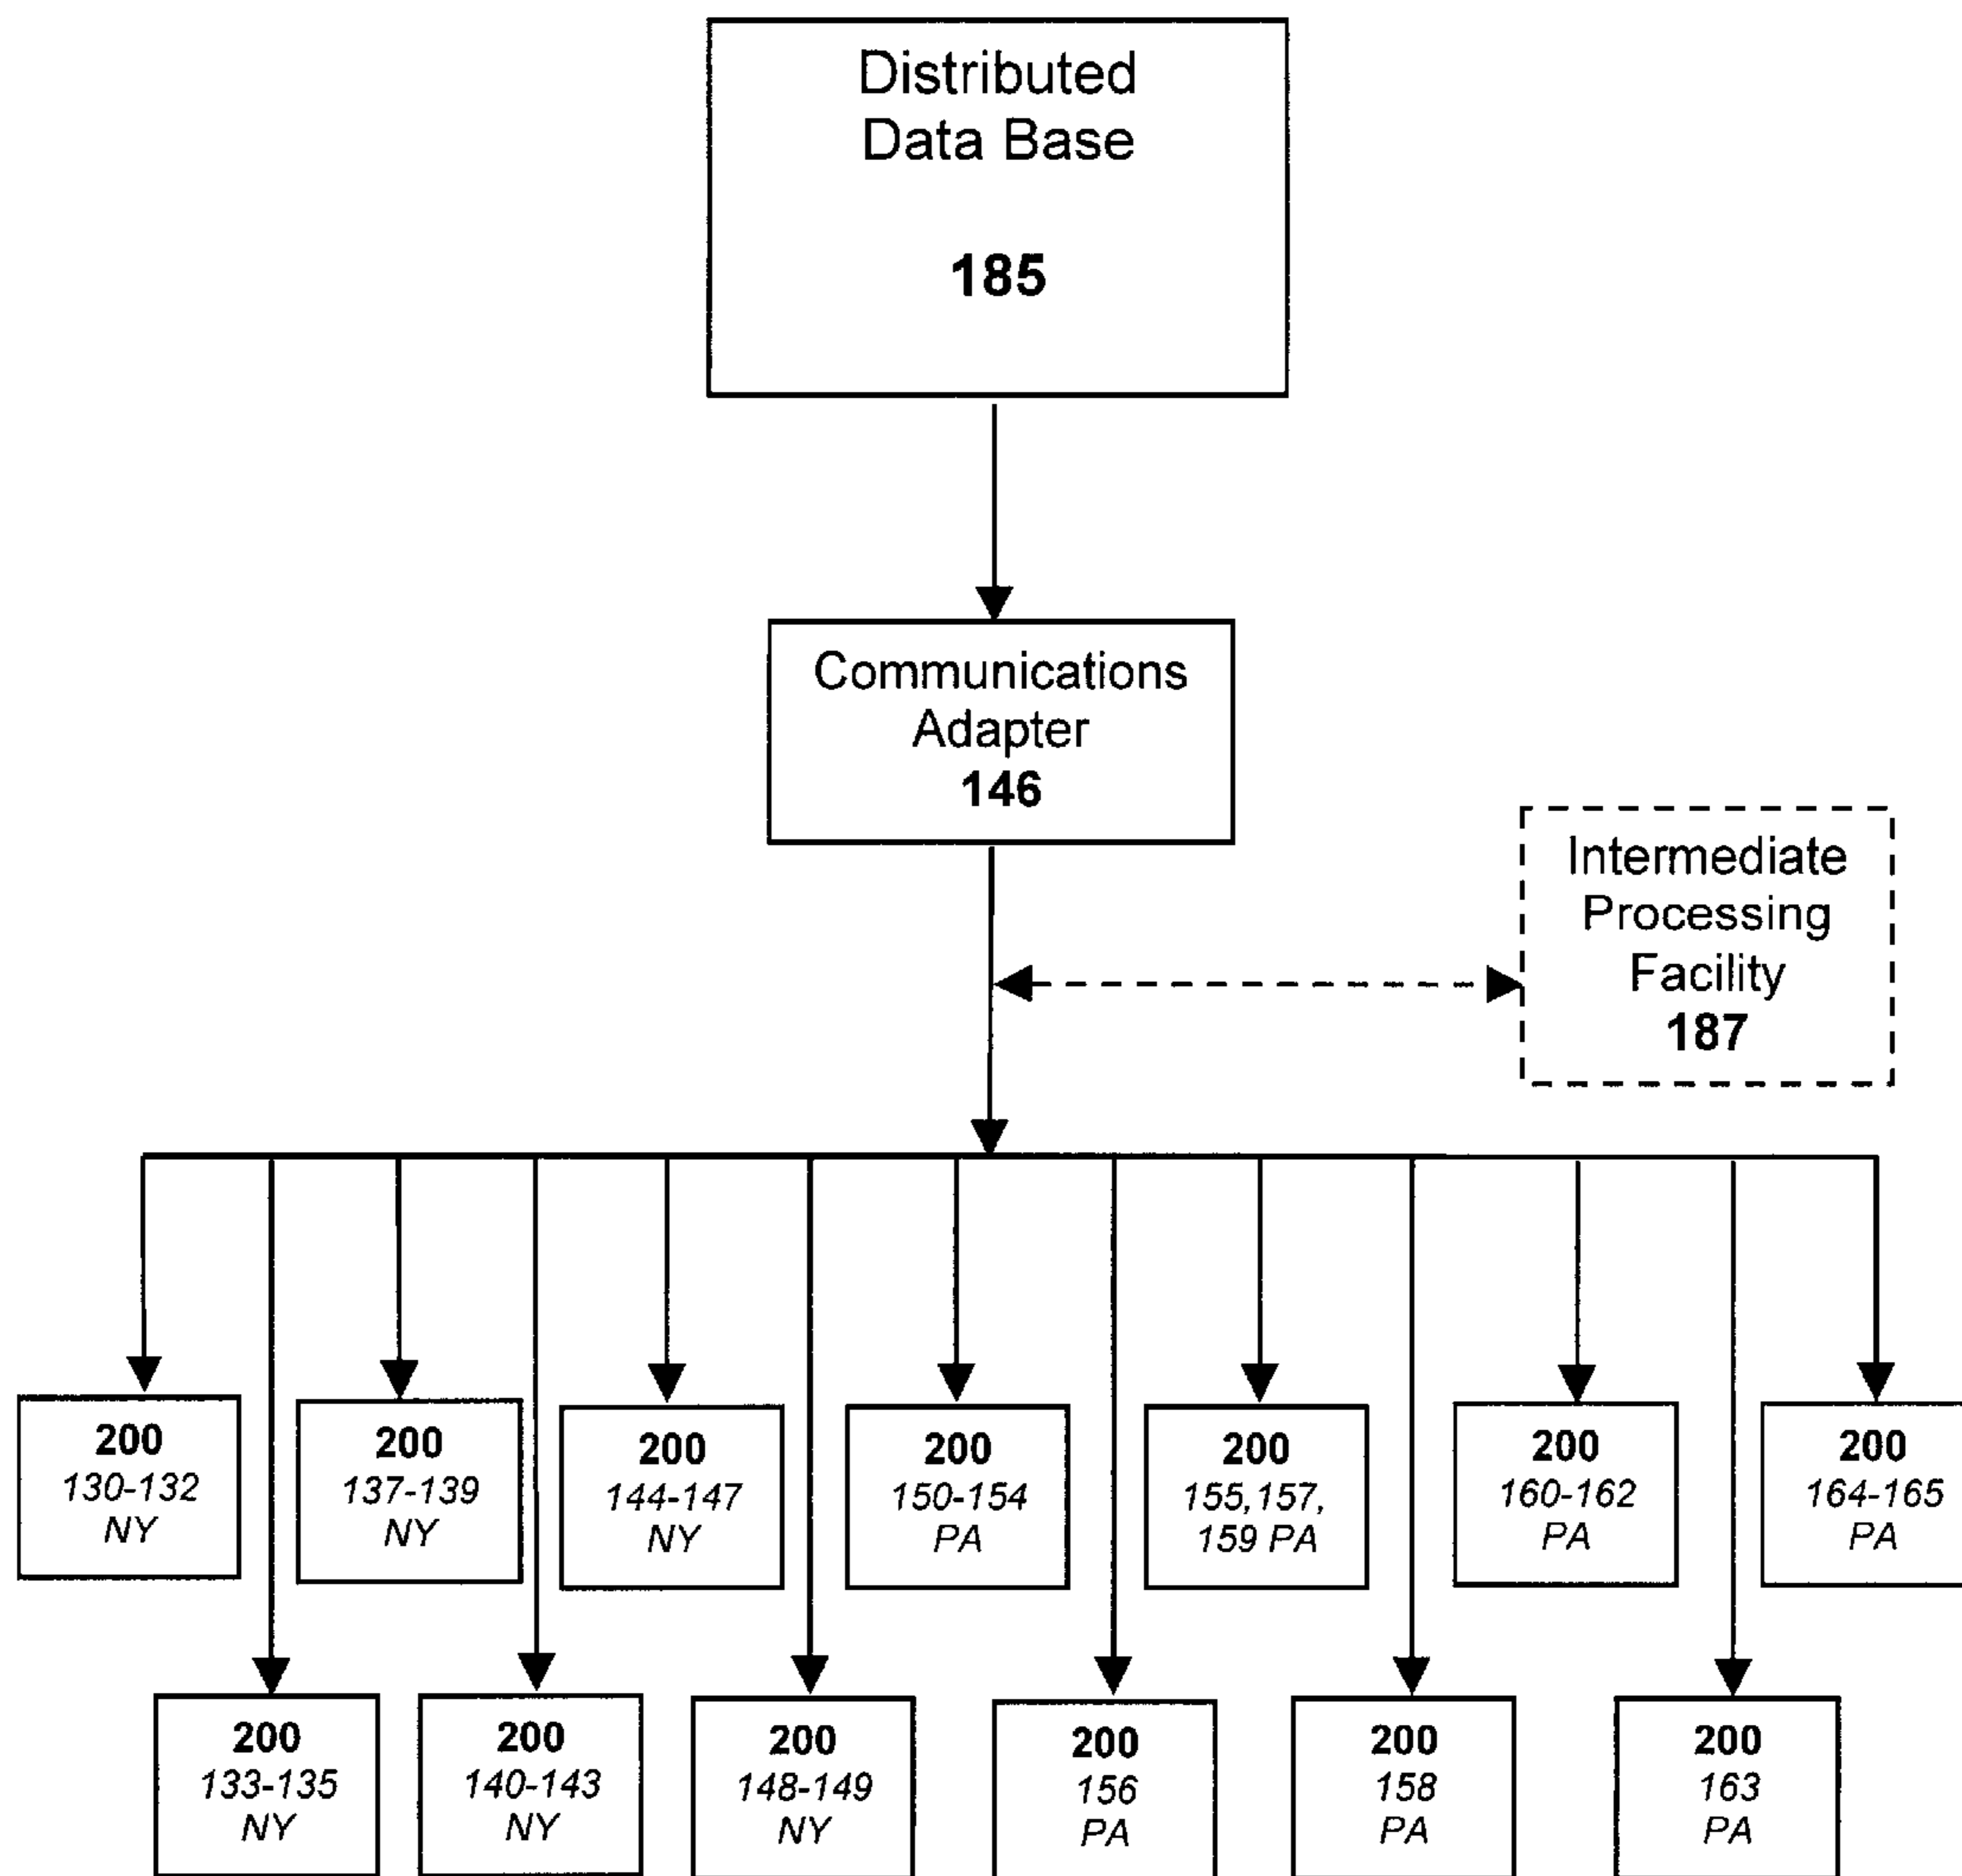 Distributed
Data Base
185
Communications
Adapter
146
Intermediate
Processing
Facility
187
200
130-132
NY
200
137-139
NY
200
144-147
NY
200
150-154
PA
200
155,157,
159 PA
200
160-162
PA
200
164-165
PA
200
133-135
NY
200
140-143
NY
200
148-149
NY
200
156
PA
200
158
PA
200
163
PA